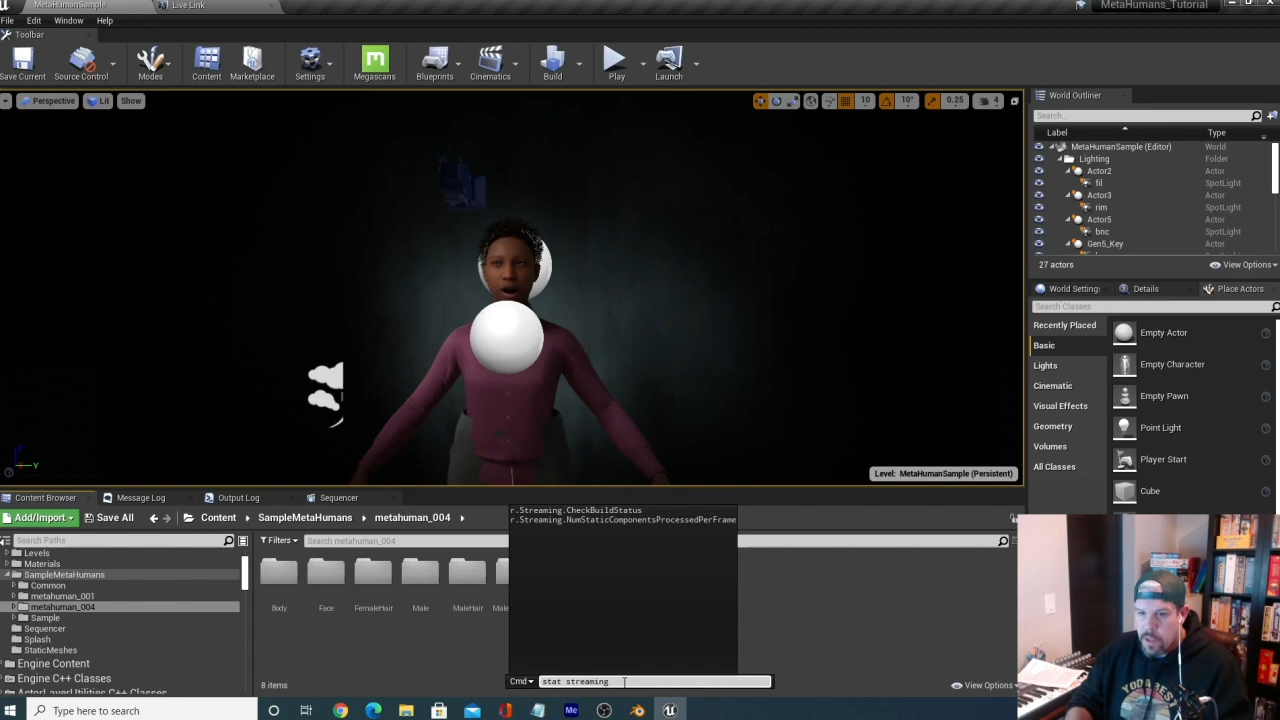 MetaHumanSample
Live Link
MetaHumans_Tutorial
File Edit Window Help
Toolbar
Save Current
Source Control
Modes
Content
Marketplace
Settings
Megascans
Blueprints
Cinematics
Build
Play
Launch
Perspective
Lit
Show
10
10°
0.25
4
World Outliner
Search...
Label
Type
MetaHumanSample (Editor) World
Lighting Folder
Actor2 Actor
fil SpotLight
Actor3 Actor
rim SpotLight
Actor5 Actor
bnc SpotLight
Gen5_Key Actor
27 actors
View Options
World Settings
Details
Place Actors
Search Classes
Recently Placed
Basic
Lights
Cinematic
Visual Effects
Geometry
Volumes
All Classes
Empty Actor
Empty Character
Empty Pawn
Point Light
Player Start
Cube
Level: MetaHumanSample (Persistent)
Content Browser
Message Log
Output Log
Sequencer
Add/Import
Save All
Content
SampleMetaHumans
metahuman_004
Search Paths
Filters
Search metahuman_004
Levels
Materials
SampleMetaHumans
Common
metahuman_001
metahuman_004
Sample
Sequencer
Splash
StaticMeshes
Engine Content
Engine C++ Classes
ActorLayerUtilities C++ Classes
Body
Face
FemaleHair
Male
MaleHair
r.Streaming.CheckBuildStatus
r.Streaming.NumStaticComponentsProcessedPerFrame
Cmd
stat streaming
8 items
View Options
Type here to search
Me